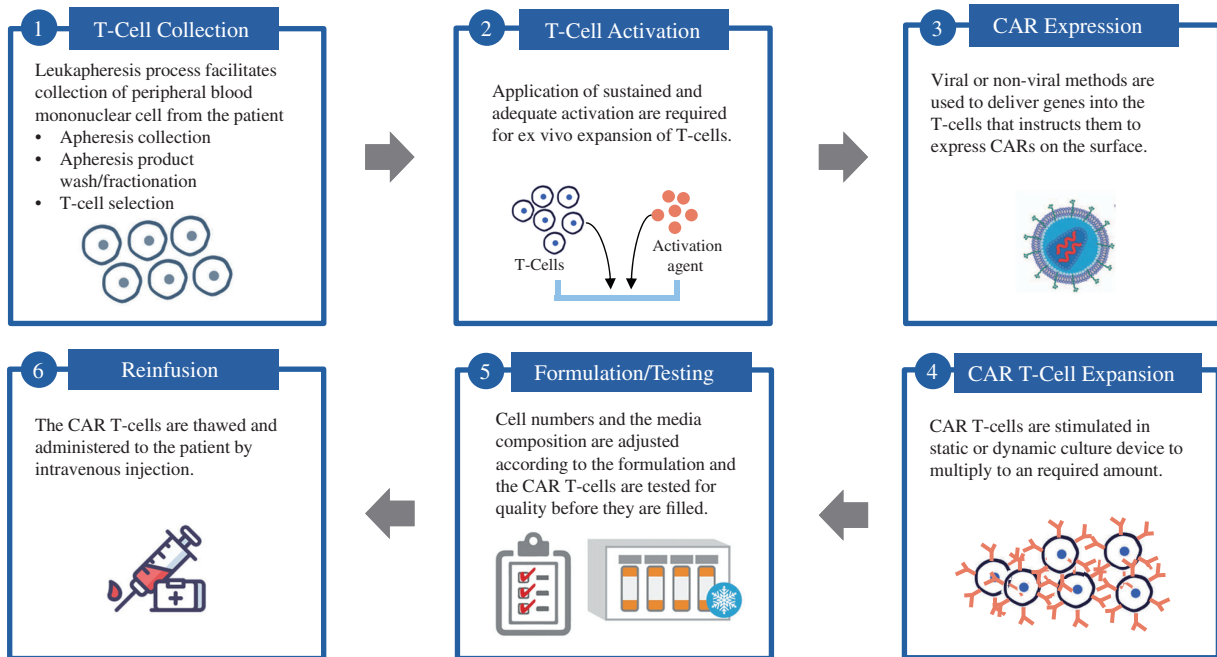 1
T-Cell Collection
Leukapheresis process facilitates
collection of peripheral blood
mononuclear cell from the patient
• Apheresis collection
• Apheresis product
wash/fractionation
• T-cell selection
2
T-Cell Activation
Application of sustained and
adequate activation are required
for ex vivo expansion of T-cells.
T-Cells
Activation
agent
3
CAR Expression
Viral or non-viral methods are
used to deliver genes into the
T-cells that instructs them to
express CARs on the surface.
4
CAR T-Cell Expansion
CAR T-cells are stimulated in
static or dynamic culture device to
multiply to an required amount.
5
Formulation/Testing
Cell numbers and the media
composition are adjusted
according to the formulation and
the CAR T-cells are tested for
quality before they are filled.
6
Reinfusion
The CAR T-cells are thawed and
administered to the patient by
intravenous injection.